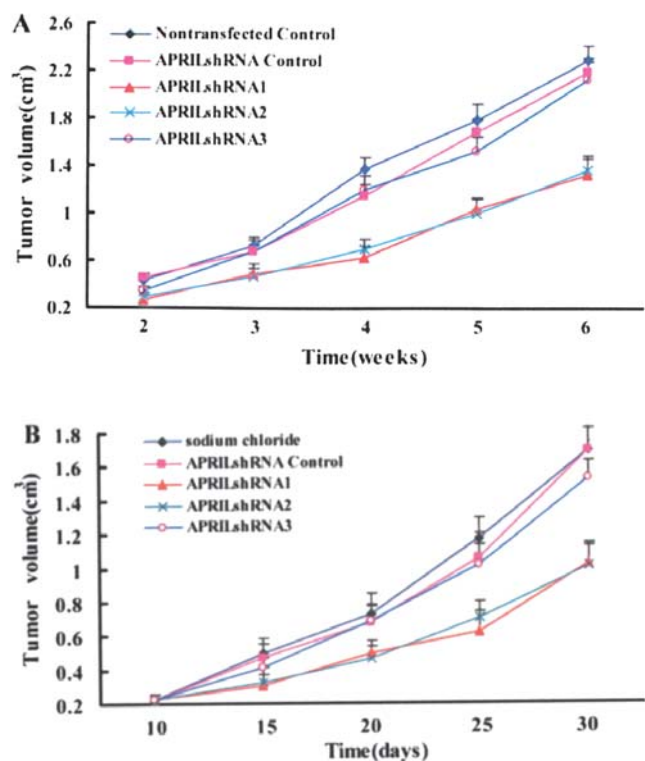 A
Nontransfected Control
APRILshRNA Control
APRILshRNA1
APRILshRNA2
APRILshRNA3
Tumor volume(cm³)
2.6
2.2
1.8
1.4
1
0.6
0.2
2 3 4 5 6
Time(weeks)
B
sodium chloride
APRILshRNA Control
APRILshRNA1
APRILshRNA2
APRILshRNA3
Tumor volume(cm³)
1.8
1.6
1.4
1.2
1
0.8
0.6
0.4
0.2
10 15 20 25 30
Time(days)